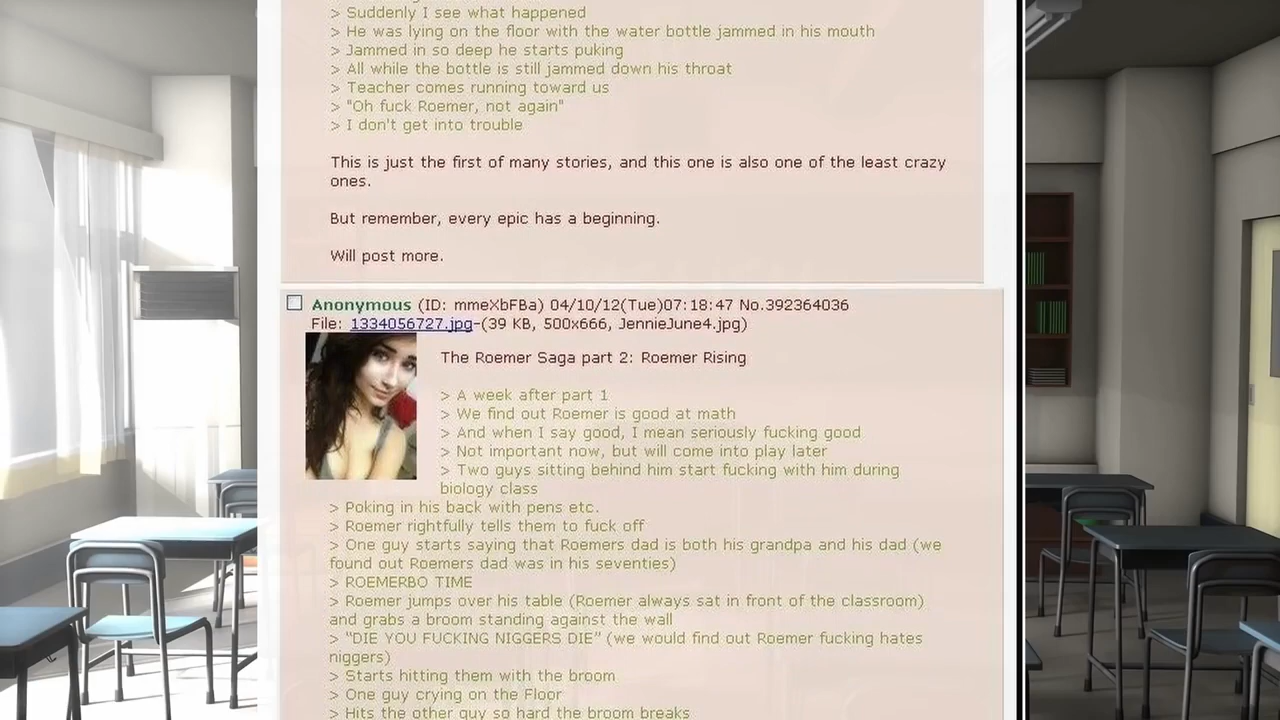 > Suddenly I see what happened
> He was lying on the floor with the water bottle jammed in his mouth
> Jammed in so deep he starts puking
> All while the bottle is still jammed down his throat
> Teacher comes running toward us
> "Oh fuck Roemer, not again"
> I don't get into trouble
This is just the first of many stories, and this one is also one of the least crazy
ones.
But remember, every epic has a beginning.
Will post more.
Anonymous (ID: mmeXbFBa) 04/10/12(Tue)07:18:47 No.392364036
File: 1334056727.jpg-(39 KB, 500x666, JennieJune4.jpg)
The Roemer Saga part 2: Roemer Rising
> A week after part 1
> We find out Roemer is good at math
> And when I say good, I mean seriously fucking good
> Not important now, but will come into play later
> Two guys sitting behind him start fucking with him during
biology class
> Poking in his back with pens etc.
> Roemer rightfully tells them to fuck off
> One guy starts saying that Roemers dad is both his grpa and his dad (we
found out Roemers dad was in his seventies)
> ROEMERBO TIME
> Roemer jumps over his table (Roemer always sat in front of the classroom)
and grabs a broom standing against the wall
> "DIE YOU FUCKING NIGGERS DIE" (we would find out Roemer fucking hates
niggers)
> Starts hitting them with the broom
> One guy crying on the Floor
> Hits the other guy so hard the broom breaks